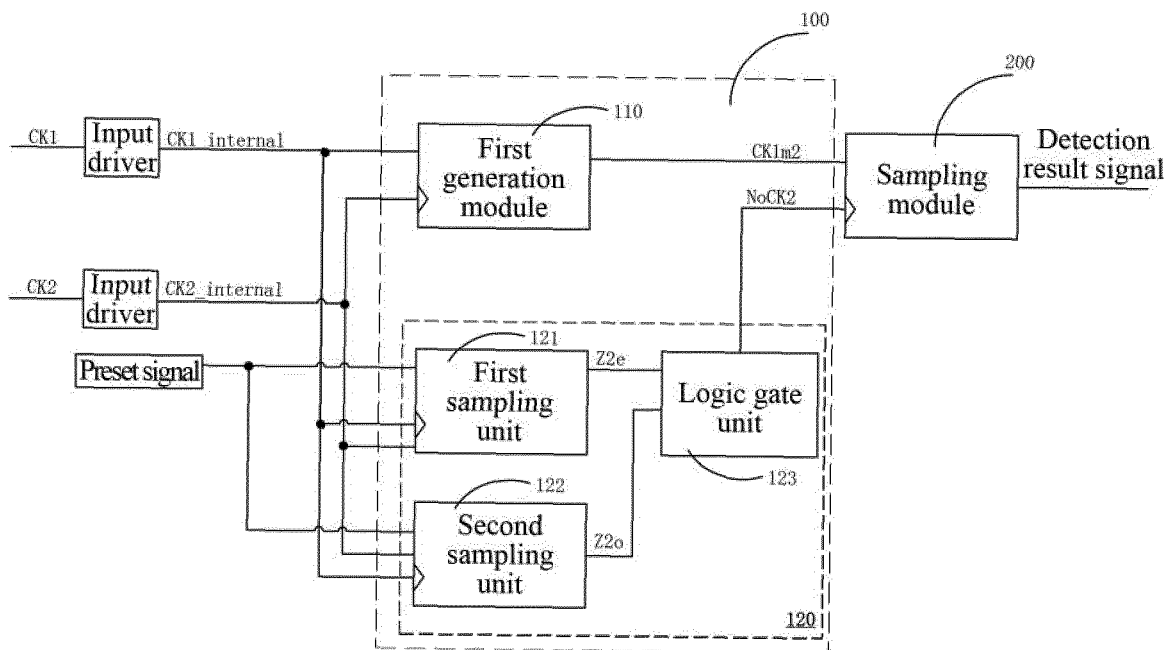 100
200
110
CK1
Input
driver
CK1_internal
First
generation
module
CK1m2
Sampling
module
Detection
result signal
NoCK2
CK2
Input
driver
CK2_internal
Preset signal
121
First
sampling
unit
Z2e
Logic gate
unit
123
122
Second
sampling
unit
Z2o
120